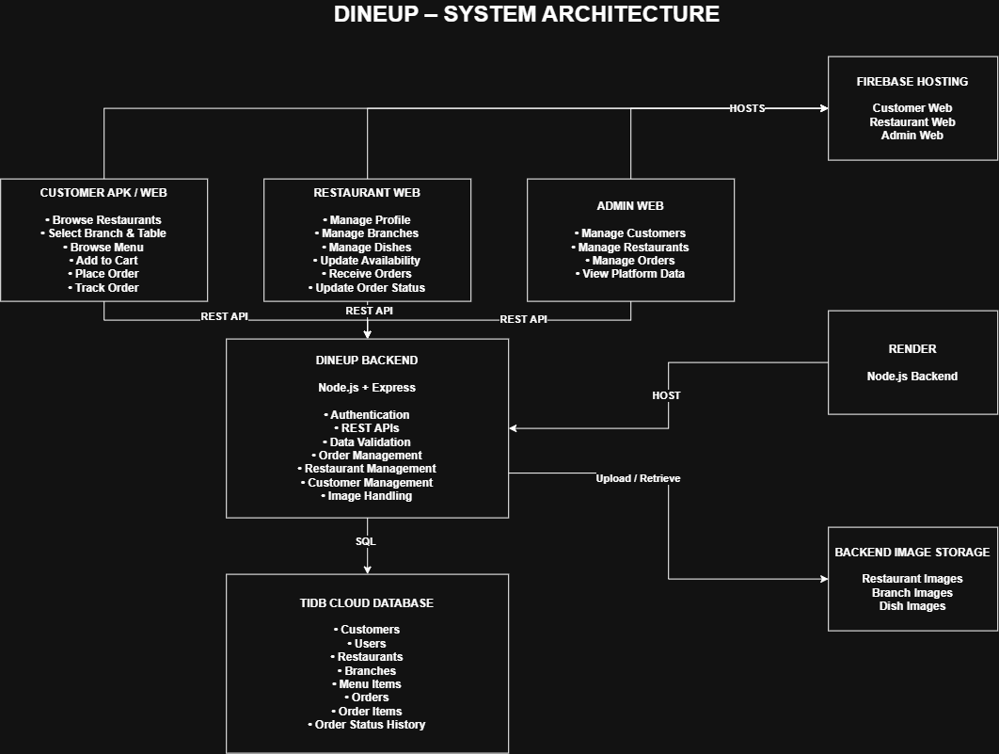 DINEUP – SYSTEM ARCHITECTURE
FIREBASE HOSTING
Customer Web
Restaurant Web
Admin Web
HOSTS
CUSTOMER APK / WEB
• Browse Restaurants
• Select Branch & Table
• Browse Menu
• Add to Cart
• Place Order
• Track Order
RESTAURANT WEB
• Manage Profile
• Manage Branches
• Manage Dishes
• Update Availability
• Receive Orders
• Update Order Status
ADMIN WEB
• Manage Customers
• Manage Restaurants
• Manage Orders
• View Platform Data
REST API
REST API
REST API
DINEUP BACKEND
Node.js + Express
• Authentication
• REST APIs
• Data Validation
• Order Management
• Restaurant Management
• Customer Management
• Image Handling
RENDER
Node.js Backend
HOST
Upload / Retrieve
BACKEND IMAGE STORAGE
Restaurant Images
Branch Images
Dish Images
SQL
TIDB CLOUD DATABASE
• Customers
• Users
• Restaurants
• Branches
• Menu Items
• Orders
• Order Items
• Order Status History